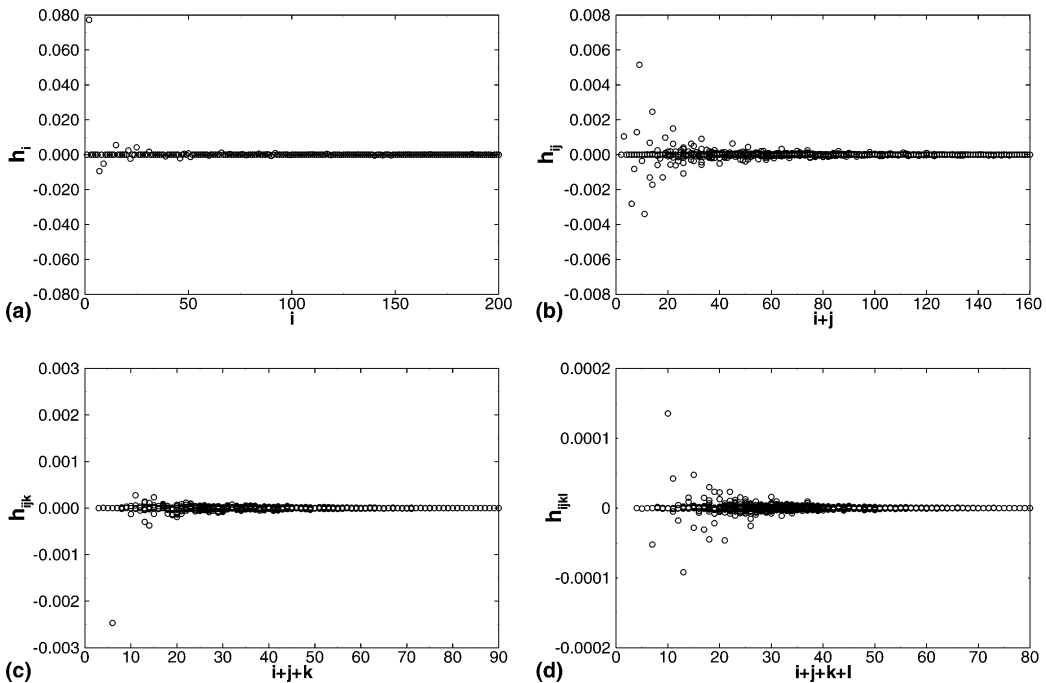 0.080
0.060
0.040
0.020
0.000
-0.020
-0.040
-0.060
-0.080
h_i
0 50 100 150 200
i
(a)
0.008
0.006
0.004
0.002
0.000
-0.002
-0.004
-0.006
-0.008
h_ij
0 20 40 60 80 100 120 140 160
i+j
(b)
0.003
0.002
0.001
0.000
-0.001
-0.002
-0.003
h_ijk
0 10 20 30 40 50 60 70 80 90
i+j+k
(c)
0.0002
0.0001
0
-0.0001
-0.0002
h_ijkl
0 10 20 30 40 50 60 70 80
i+j+k+l
(d)